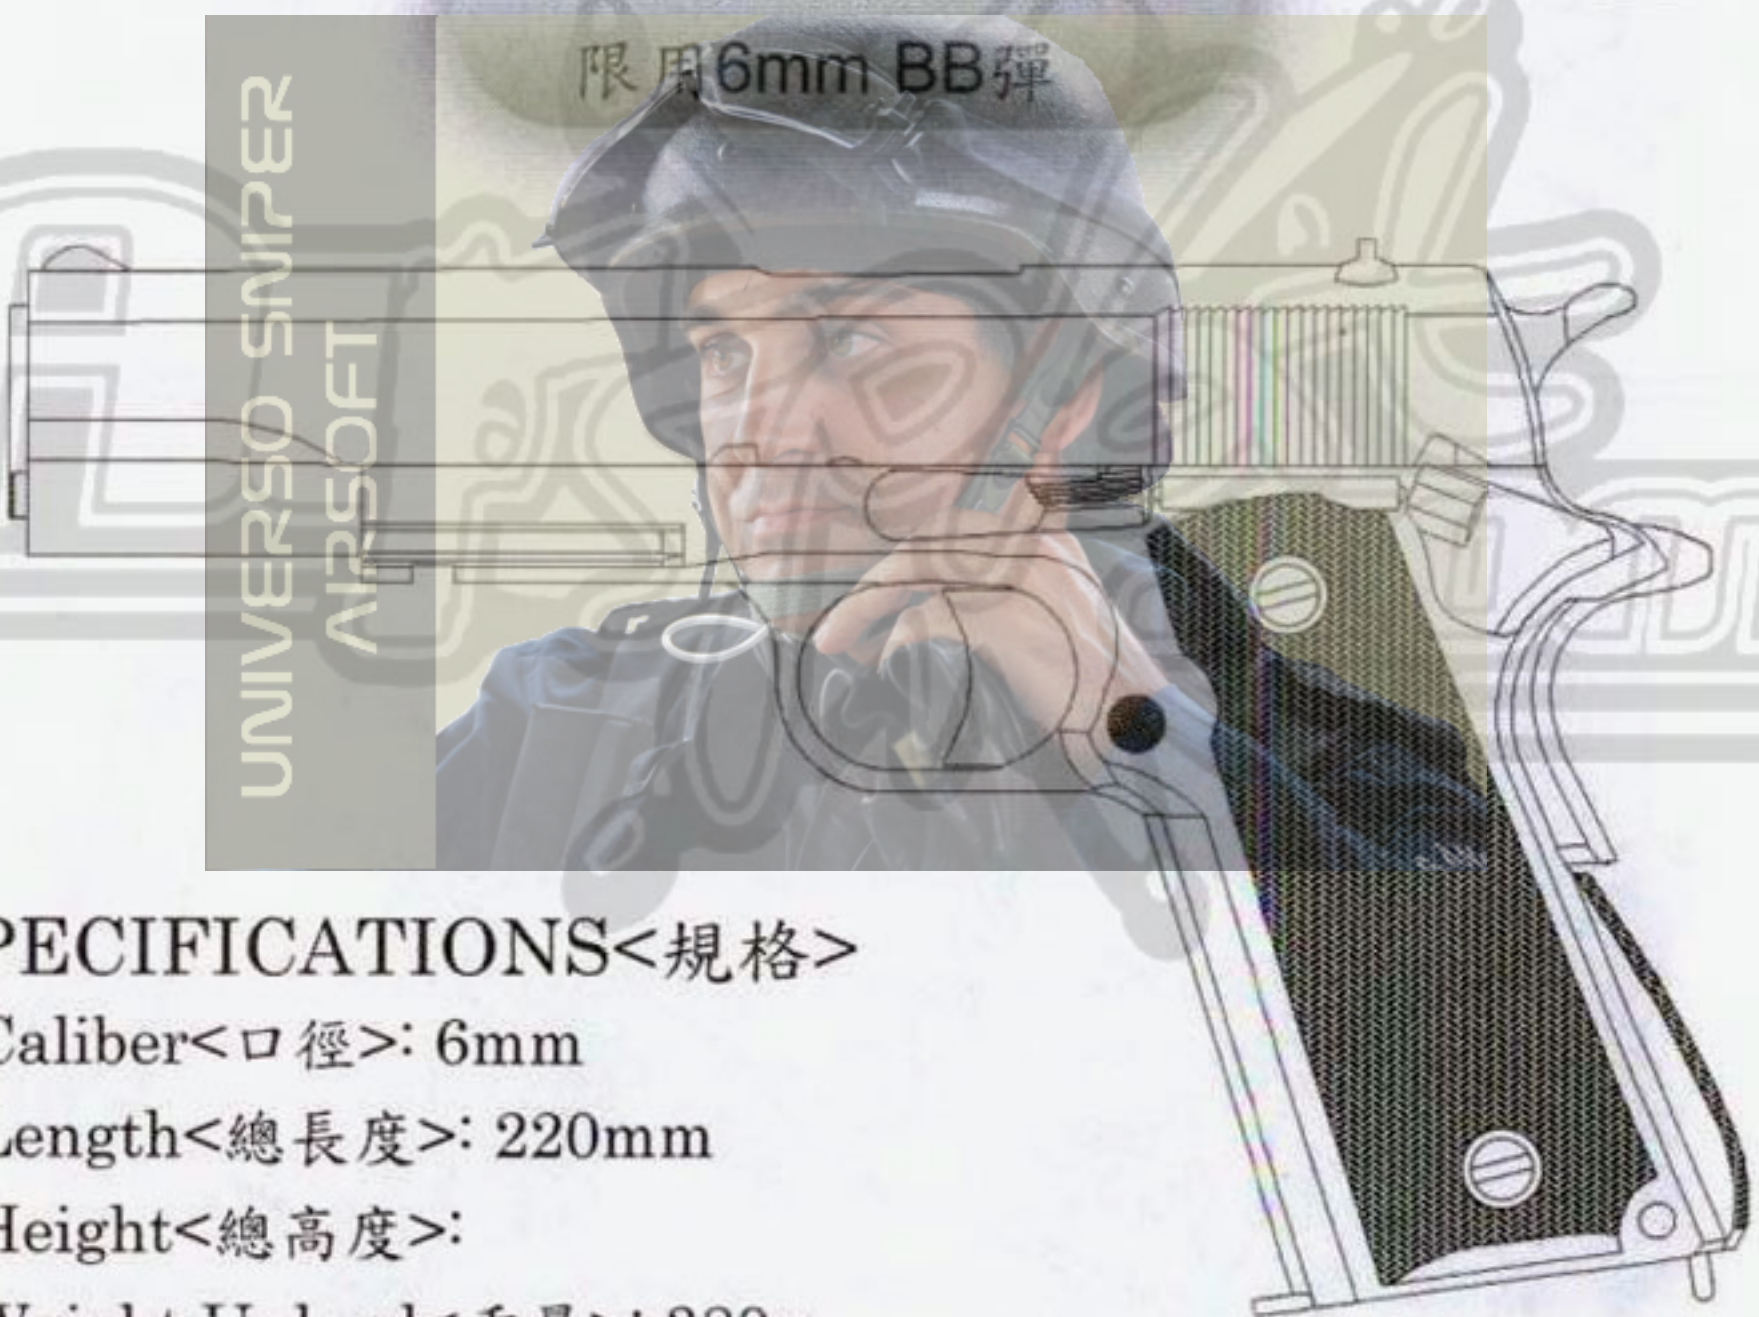 限用6mm BB彈
UNIVERSO SNIPER
AIRSOFT
PECIFICATIONS<規格>
Caliber<口徑>: 6mm
Length<總長度>: 220mm
Height<總高度>: